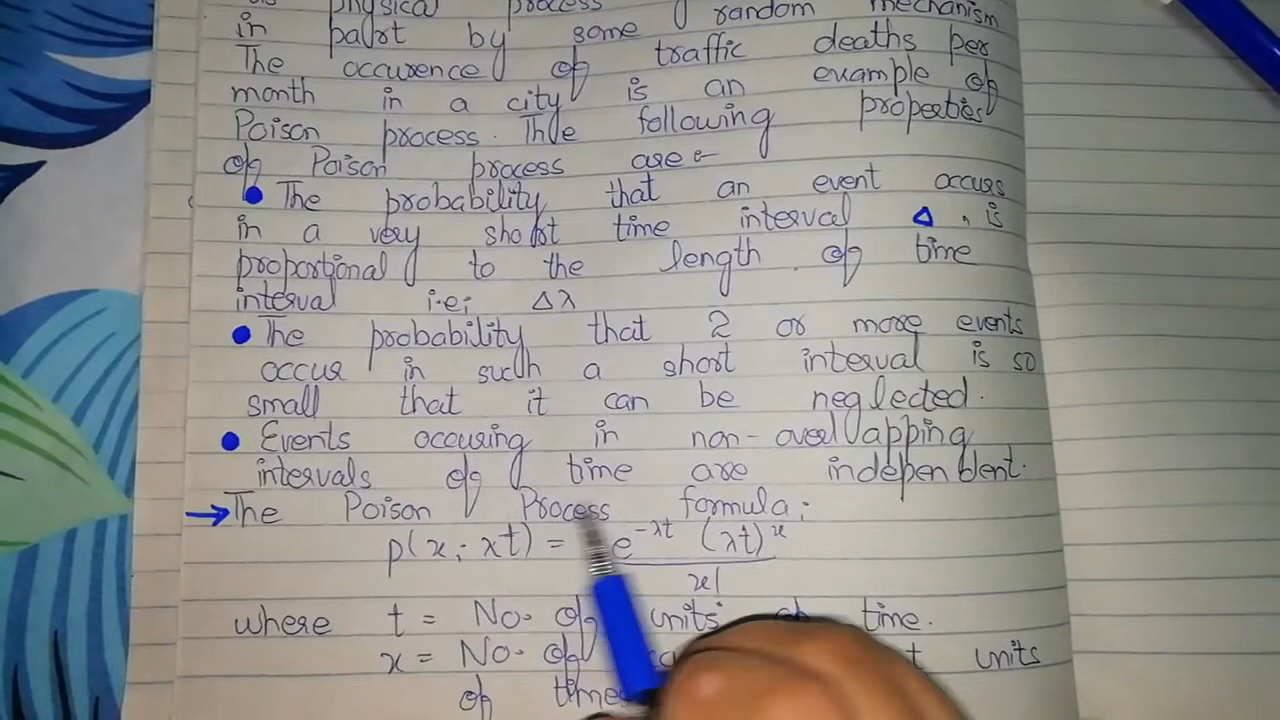 physical process random mechanism
in part by some
The occurence of traffic deaths per
month in a city is an example of
Poison process. The following properties
of Poison process are:-
• The probability that an event occurs
in a very short time interval Δ, is
proportional to the length of time
interval i.e; Δλ
• The probability that 2 or more events
occur in such a short interval is so
small that it can be neglected.
• Events occuring in non-overlapping
intervals of time are independent.
→ The Poison Process formula:
p(x; λt) = e^-λt (λt)^x
x!
where t = No. of units of time.
x = No. of t units
of time